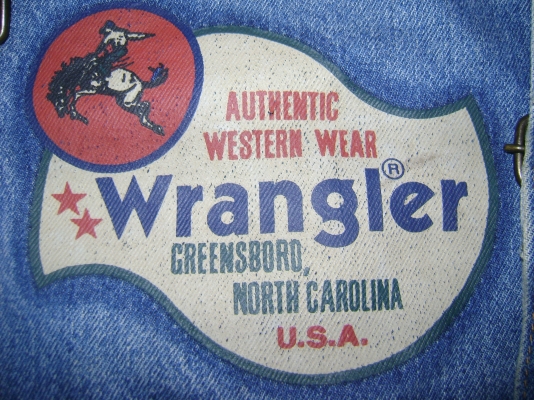 AUTHENTIC
WESTERN WEAR
Wrangler®
GREENSBORO,
NORTH CAROLINA
U.S.A.